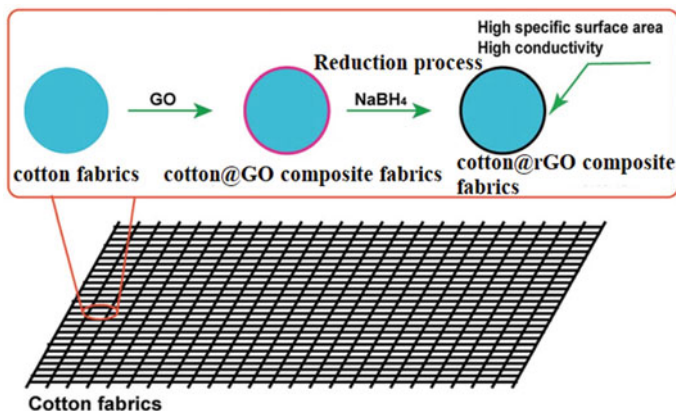 High specific surface area
High conductivity
Reduction process
GO
NaBH₄
cotton fabrics
cotton@GO composite fabrics
cotton@rGO composite
fabrics
Cotton fabrics